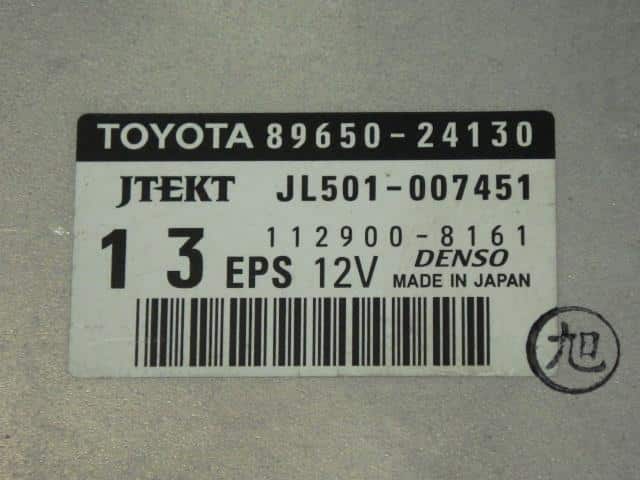 TOYOTA 89650-24130
JTEKT JL501-007451
13 EPS 12V 112900-8161
DENSO
MADE IN JAPAN
旭